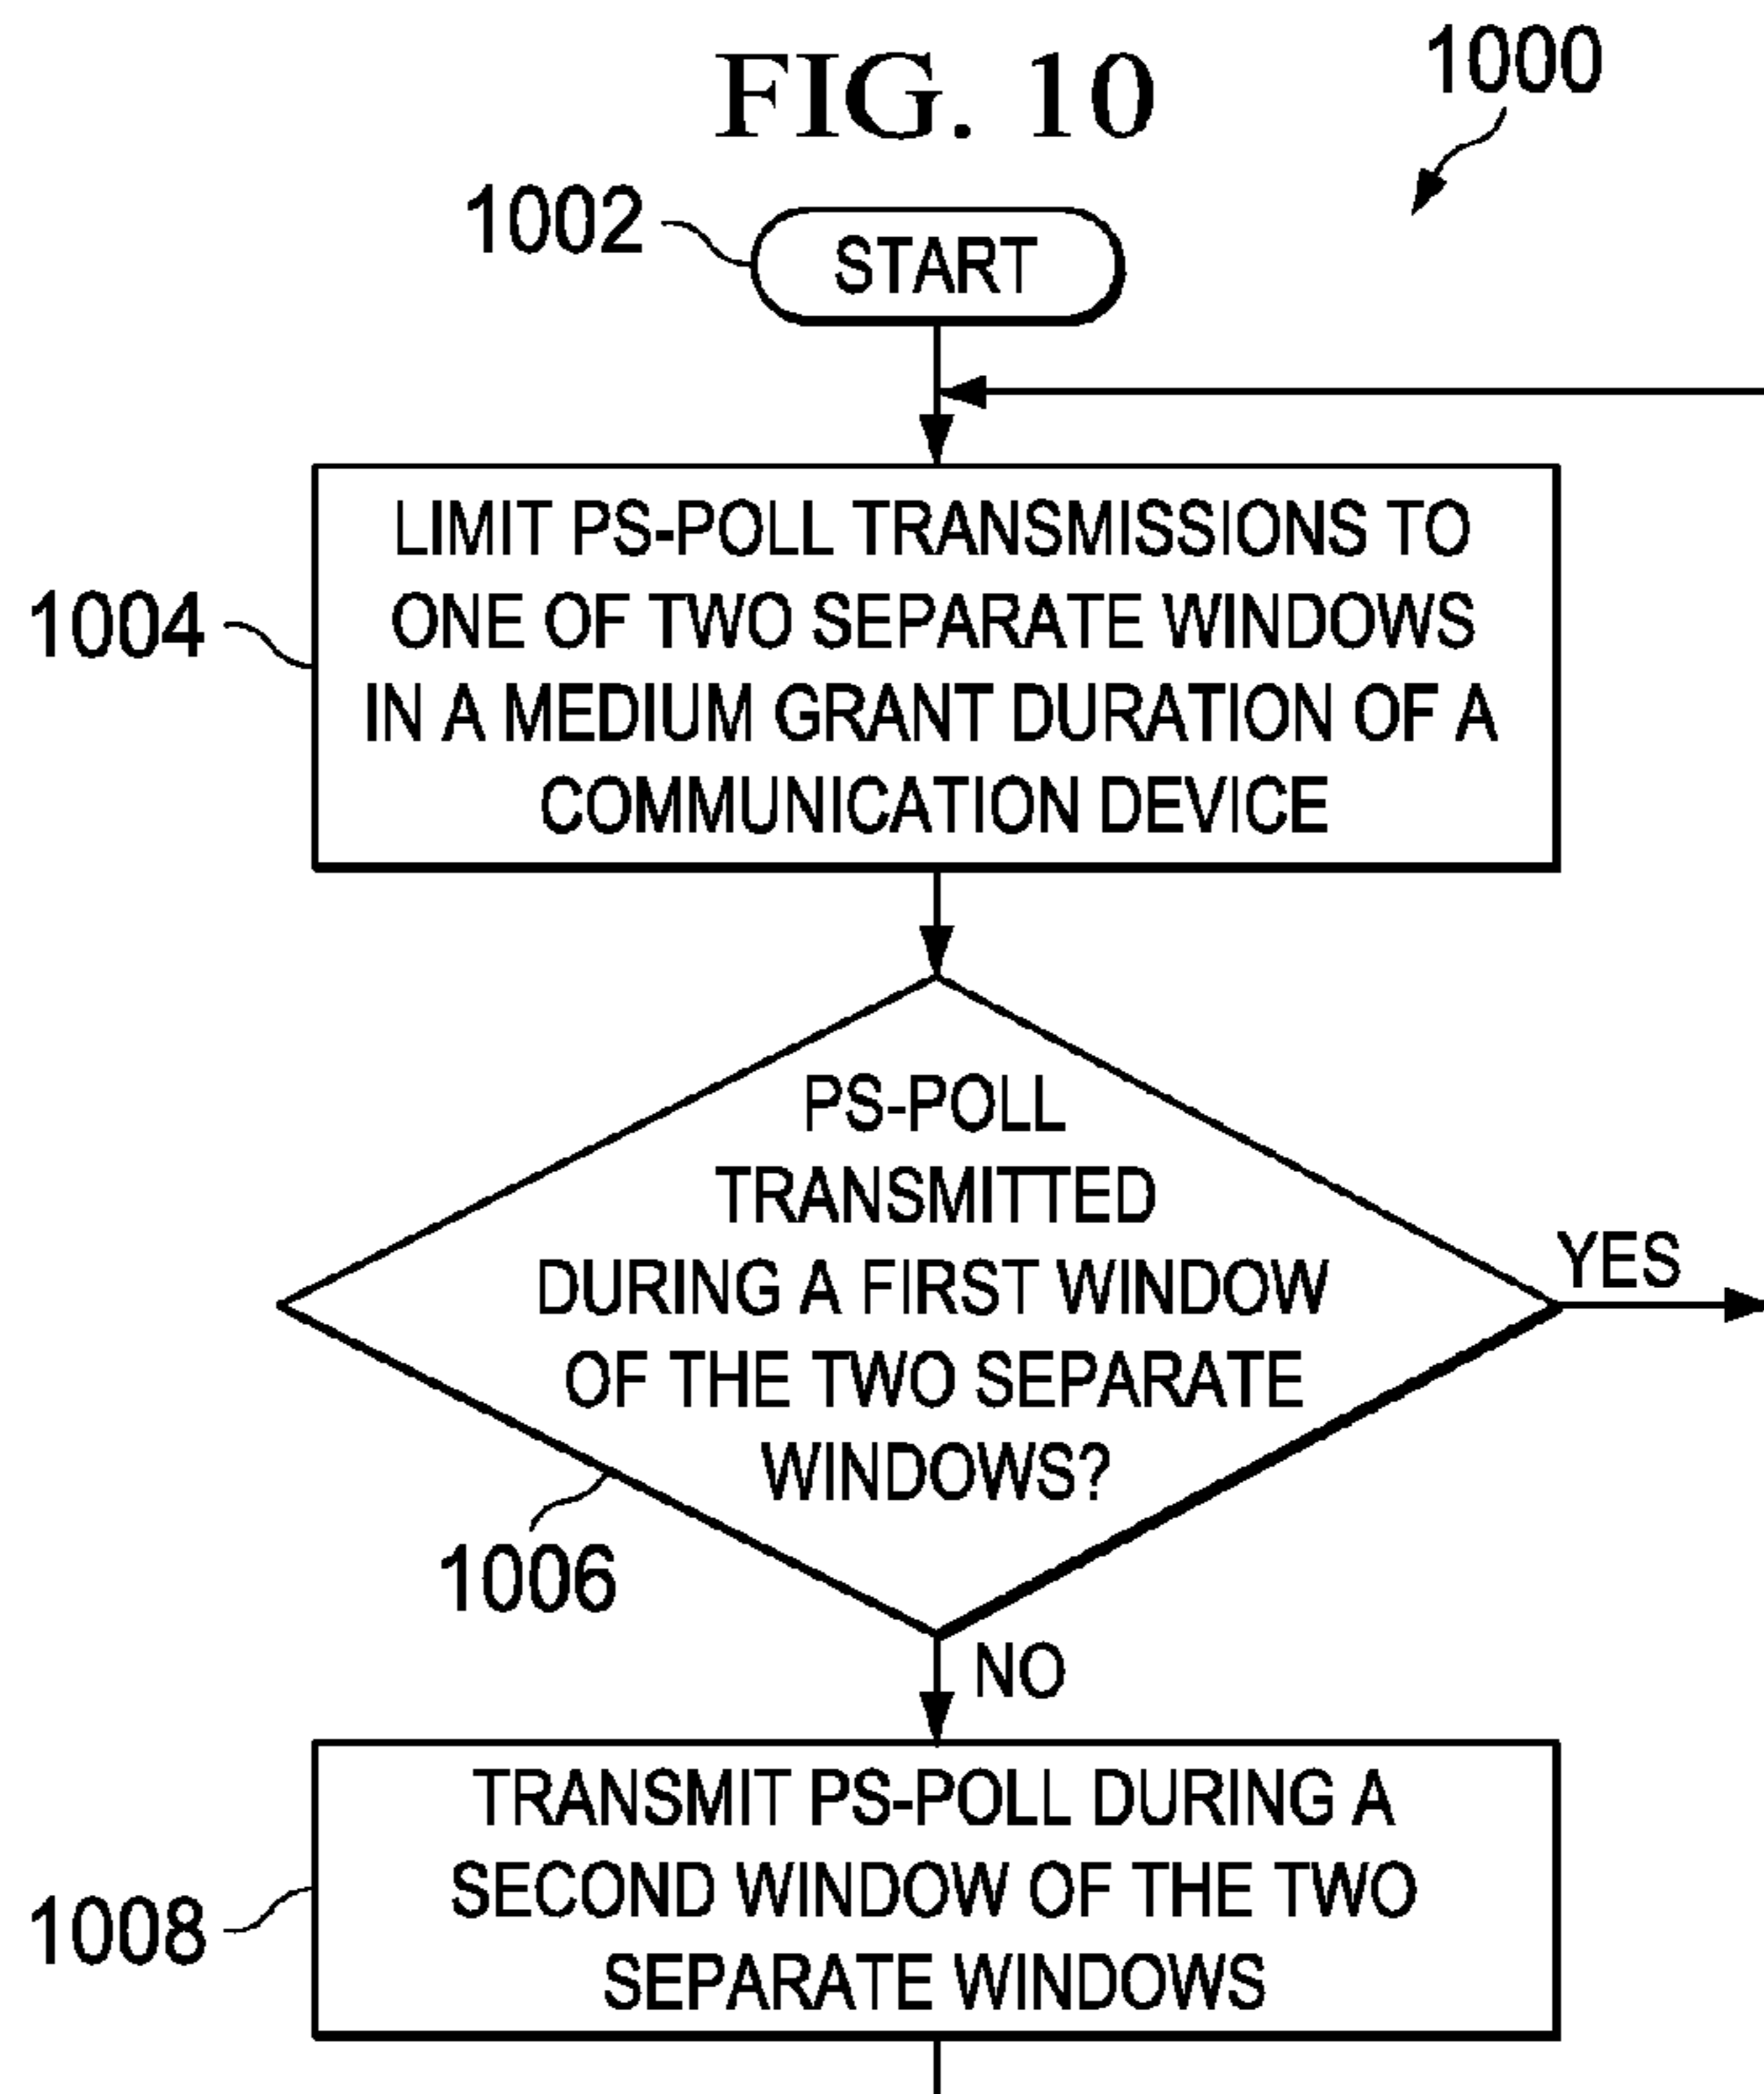 FIG. 10
1000
1002
START
1004
LIMIT PS-POLL TRANSMISSIONS TO
ONE OF TWO SEPARATE WINDOWS
IN A MEDIUM GRANT DURATION OF A
COMMUNICATION DEVICE
PS-POLL
TRANSMITTED
DURING A FIRST WINDOW
OF THE TWO SEPARATE
WINDOWS?
YES
1006
NO
1008
TRANSMIT PS-POLL DURING A
SECOND WINDOW OF THE TWO
SEPARATE WINDOWS